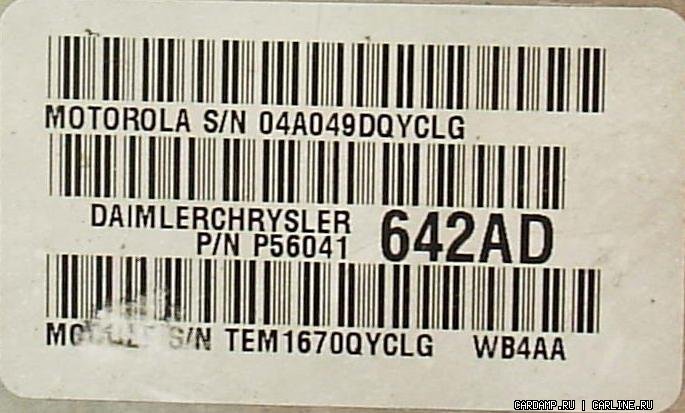 MOTOROLA S/N 04A049DQYCLG
DAIMLERCHRYSLER 642AD
P/N P56041
S/N TEM1670QYCLG WB4AA
CARDAMP.RU | CARLINE.RU